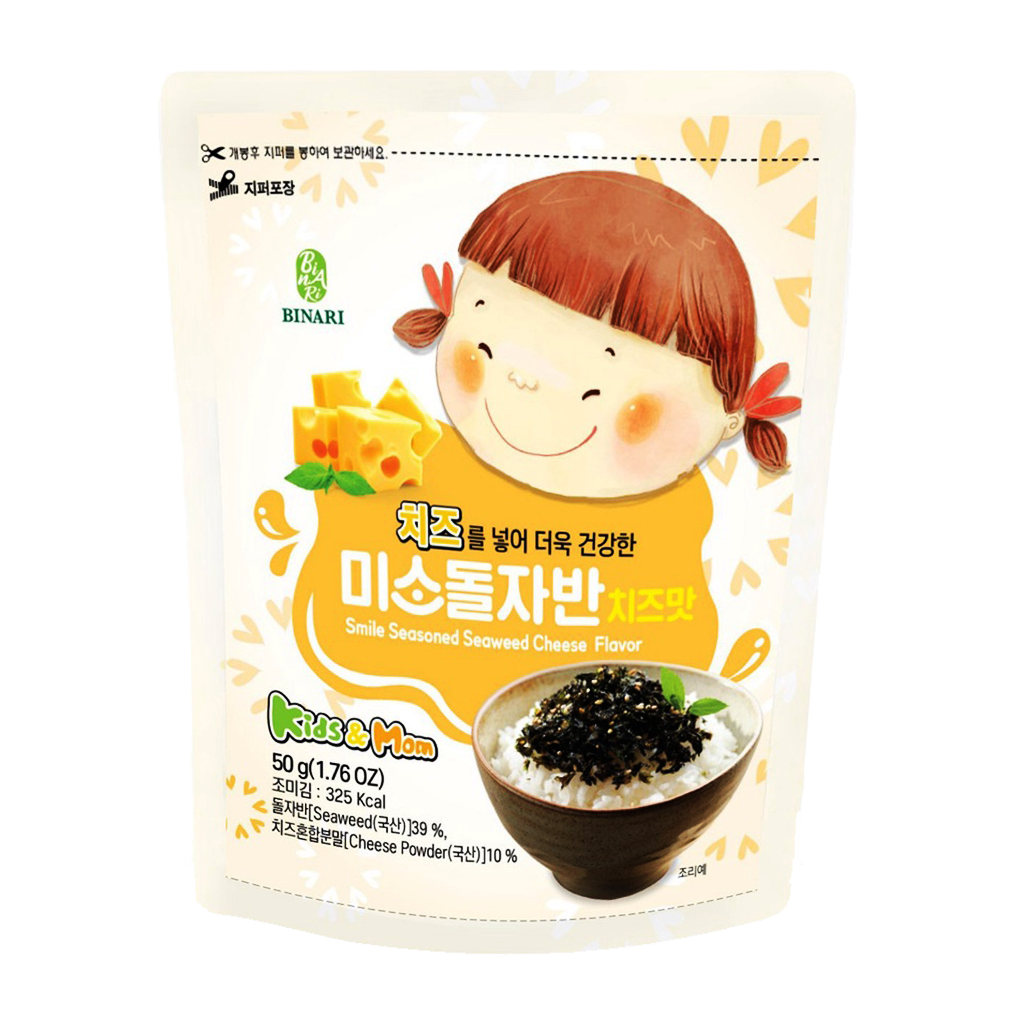 개봉후 지퍼를 봉하여 보관하세요.
지퍼포장
BinARi
BINARI
치즈를 넣어 더욱 건강한
미소돌자반 치즈맛
Smile Seasoned Seaweed Cheese Flavor
Kids & Mom
50 g(1.76 OZ)
조미김 : 325 Kcal
돌자반[Seaweed(국산)]39 %,
치즈혼합분말[Cheese Powder(국산)]10 %
조리예